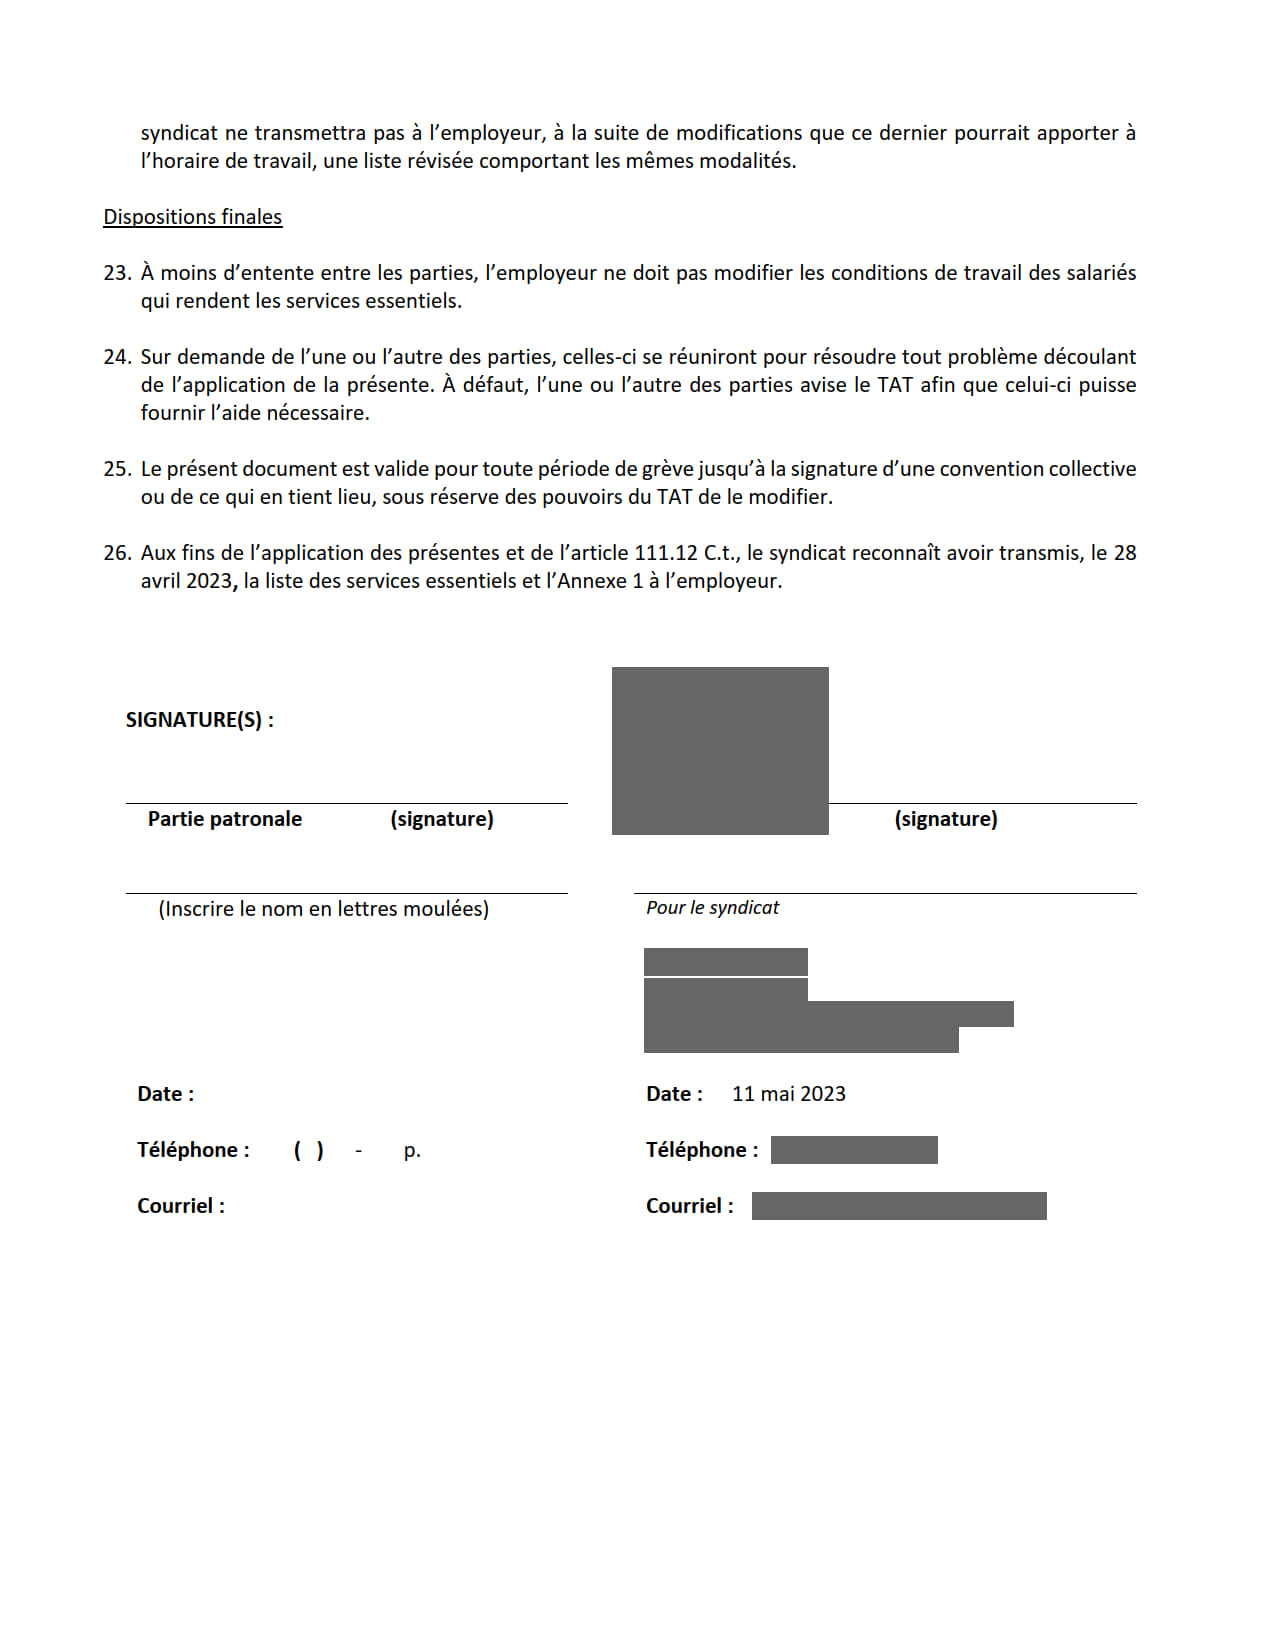 syndicat ne transmettra pas à l’employeur, à la suite de modifications que ce dernier pourrait apporter à
l’horaire de travail, une liste révisée comportant les mêmes modalités.
Dispositions finales
23. À moins d’entente entre les parties, l’employeur ne doit pas modifier les conditions de travail des salariés
qui rendent les services essentiels.
24. Sur demande de l’une ou l’autre des parties, celles-ci se réuniront pour résoudre tout problème découlant
de l’application de la présente. À défaut, l’une ou l’autre des parties avise le TAT afin que celui-ci puisse
fournir l’aide nécessaire.
25. Le présent document est valide pour toute période de grève jusqu’à la signature d’une convention collective
ou de ce qui en tient lieu, sous réserve des pouvoirs du TAT de le modifier.
26. Aux fins de l’application des présentes et de l’article 111.12 C.t., le syndicat reconnaît avoir transmis, le 28
avril 2023, la liste des services essentiels et l’Annexe 1 à l’employeur.
SIGNATURE(S) :
Partie patronale (signature) (signature)
(Inscrire le nom en lettres moulées) Pour le syndicat
Date : Date : 11 mai 2023
Téléphone : ( ) - p. Téléphone :
Courriel : Courriel :